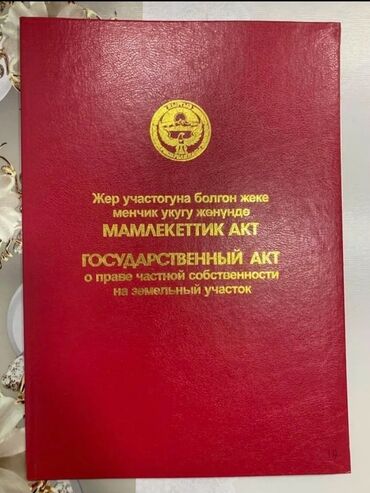 Жер участогуна болгон жеке
менчик укугу жөнүндө
МАМЛЕКЕТТИК АКТ
ГОСУДАРСТВЕННЫЙ АКТ
о праве частной собственности
на земельный участок